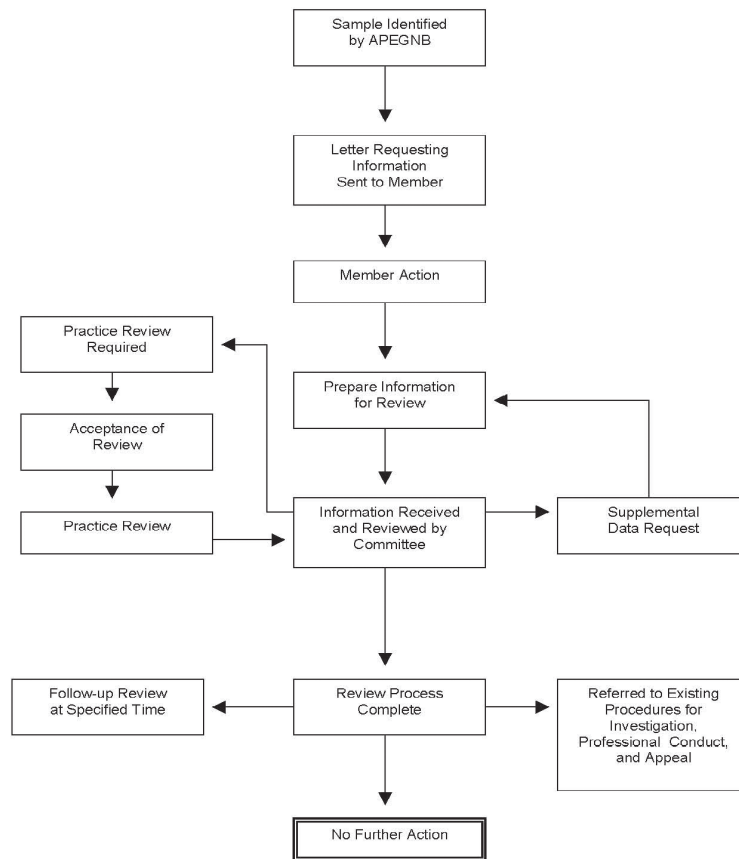 Sample Identified
by APEGNB
Letter Requesting
Information
Sent to Member
Member Action
Practice Review
Required
Prepare Information
for Review
Acceptance of
Review
Practice Review
Information Received
and Reviewed by
Committee
Supplemental
Data Request
Follow-up Review
at Specified Time
Review Process
Complete
Referred to Existing
Procedures for
Investigation,
Professional Conduct,
and Appeal
No Further Action